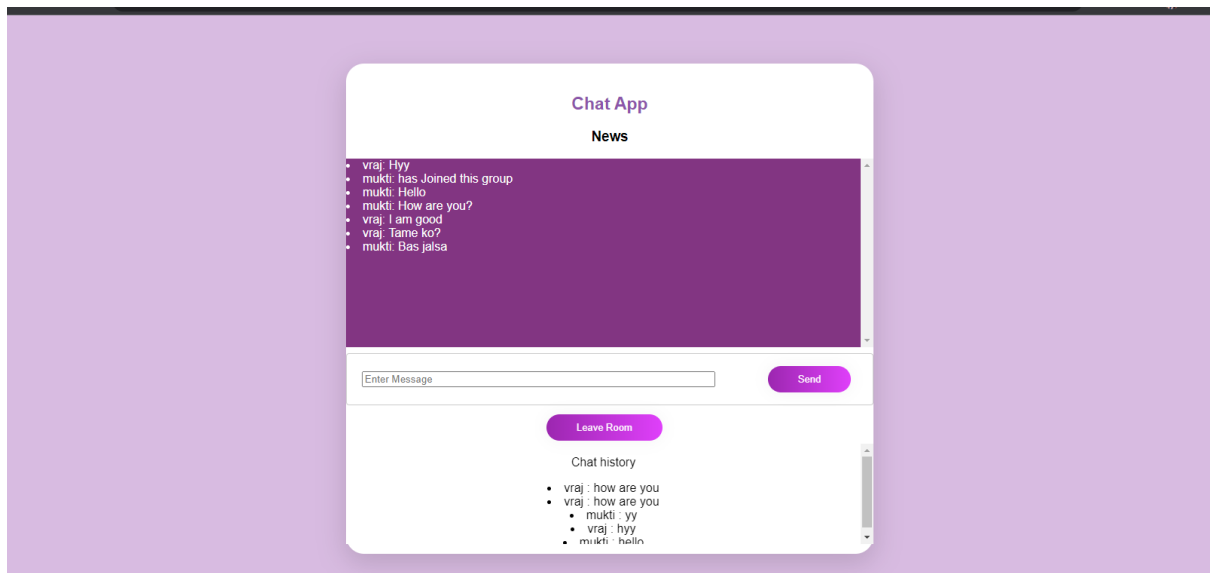 Chat App
News
vraj: Hyy
mukti: has Joined this group
mukti: Hello
mukti: How are you?
vraj: I am good
vraj: Tame ko?
mukti: Bas jalsa
Enter Message
Send
Leave Room
Chat history
vraj : how are you
vraj : how are you
mukti : yy
vraj : hyy
mukti : hello